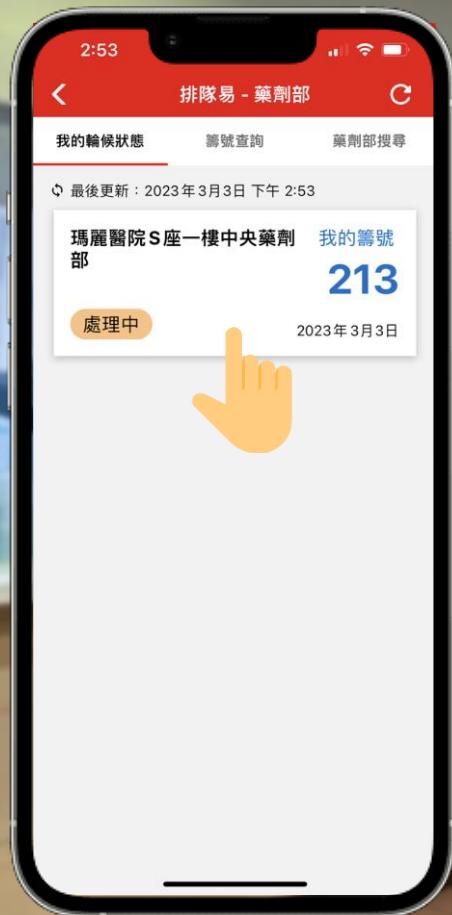 2:53
排隊易 - 藥劑部
我的輪候狀態 籌號查詢 藥劑部搜尋
最後更新：2023年3月3日 下午 2:53
瑪麗醫院S座一樓中央藥劑 我的籌號
部
213
處理中
2023年3月3日